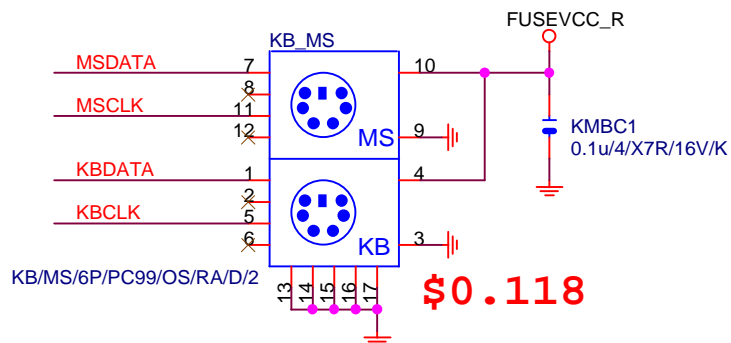 FUSEVCC_R
KB_MS
MSDATA 7 10
8
MSCLK 11
12 MS 9
KMBC1
0.1u/4/X7R/16V/K
KBDATA 1 4
2
KBCLK 5
6 KB 3
KB/MS/6P/PC99/OS/RA/D/2
13 14 15 16 17
$0.118